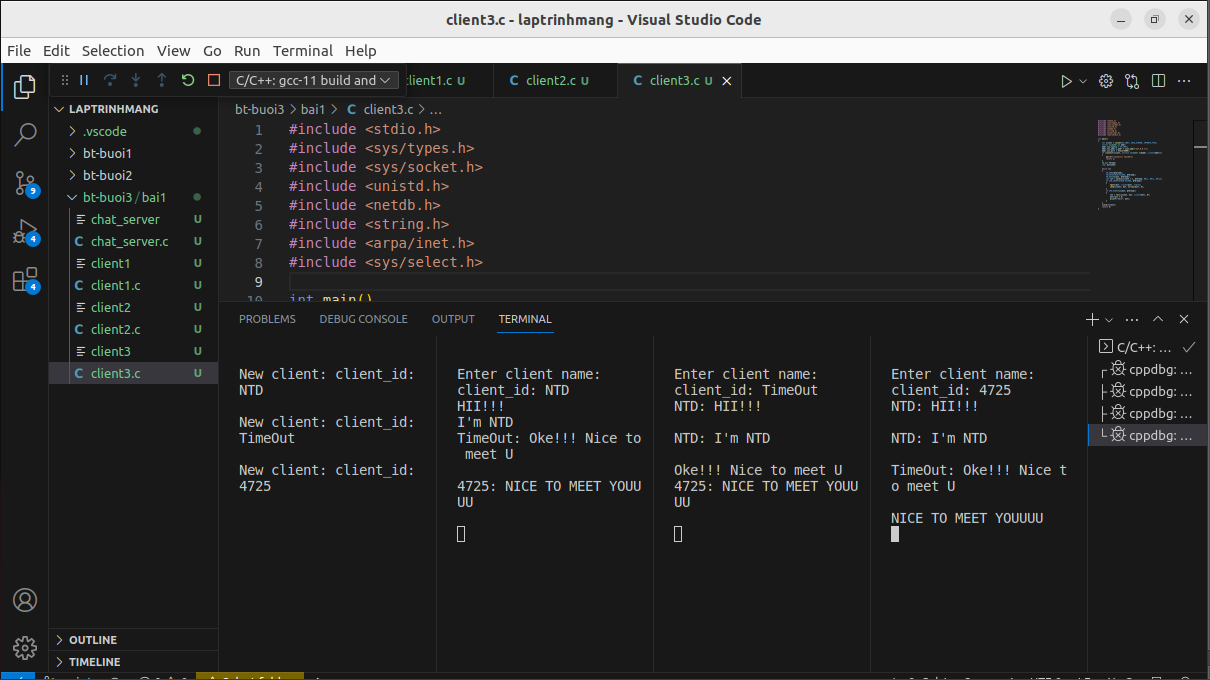 client3.c - laptrinhmang - Visual Studio Code
File Edit Selection View Go Run Terminal Help
C/C++: gcc-11 build and
client1.c U
C client2.c U
C client3.c U
LAPTRINHMANG
.vscode
bt-buoi1
bt-buoi2
bt-buoi3 / bai1
chat_server U
C chat_server.c U
client1 U
C client1.c U
client2 U
C client2.c U
client3 U
C client3.c U
OUTLINE
TIMELINE
9
4
4
bt-buoi3 > bai1 > C client3.c > ...
1 #include <stdio.h>
2 #include <sys/types.h>
3 #include <sys/socket.h>
4 #include <unistd.h>
5 #include <netdb.h>
6 #include <string.h>
7 #include <arpa/inet.h>
8 #include <sys/select.h>
9
10 int main()
PROBLEMS DEBUG CONSOLE OUTPUT TERMINAL
New client: client_id:
NTD
New client: client_id:
TimeOut
New client: client_id:
4725
Enter client name:
client_id: NTD
HII!!!
I'm NTD
TimeOut: Oke!!! Nice to
meet U
4725: NICE TO MEET YOUU
UU
Enter client name:
client_id: TimeOut
NTD: HII!!!
NTD: I'm NTD
Oke!!! Nice to meet U
4725: NICE TO MEET YOUU
UU
Enter client name:
client_id: 4725
NTD: HII!!!
NTD: I'm NTD
TimeOut: Oke!!! Nice t
o meet U
NICE TO MEET YOUUUU
C/C++: ...
cppdbg: ...
cppdbg: ...
cppdbg: ...
cppdbg: ...